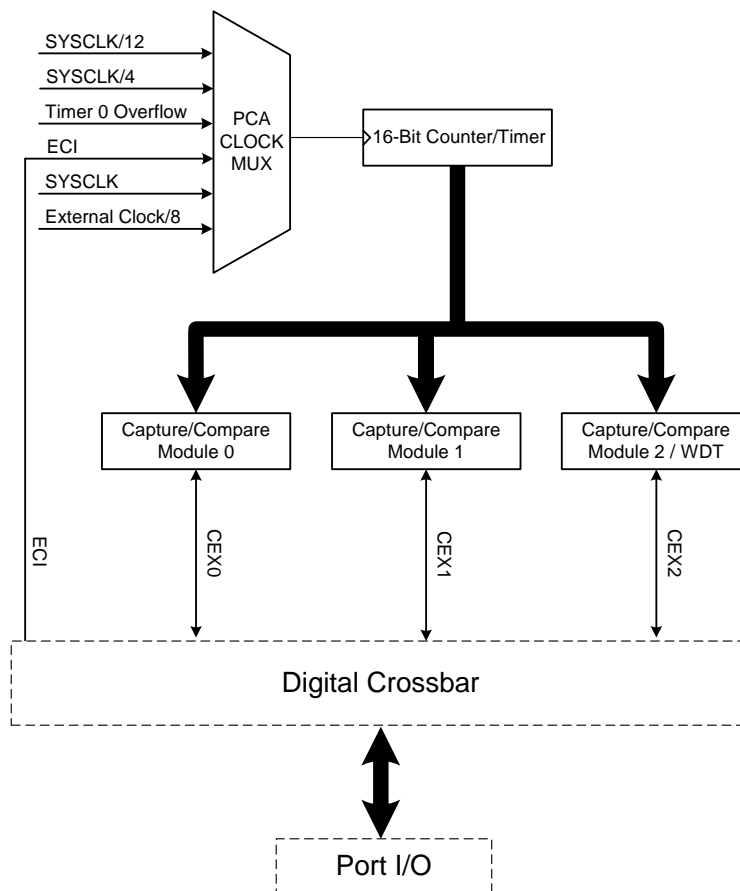 SYSCLK/12
SYSCLK/4
Timer 0 Overflow
ECI
SYSCLK
External Clock/8
PCA
CLOCK
MUX
16-Bit Counter/Timer
Capture/Compare
Module 0
Capture/Compare
Module 1
Capture/Compare
Module 2 / WDT
ECI
CEX0
CEX1
CEX2
Digital Crossbar
Port I/O